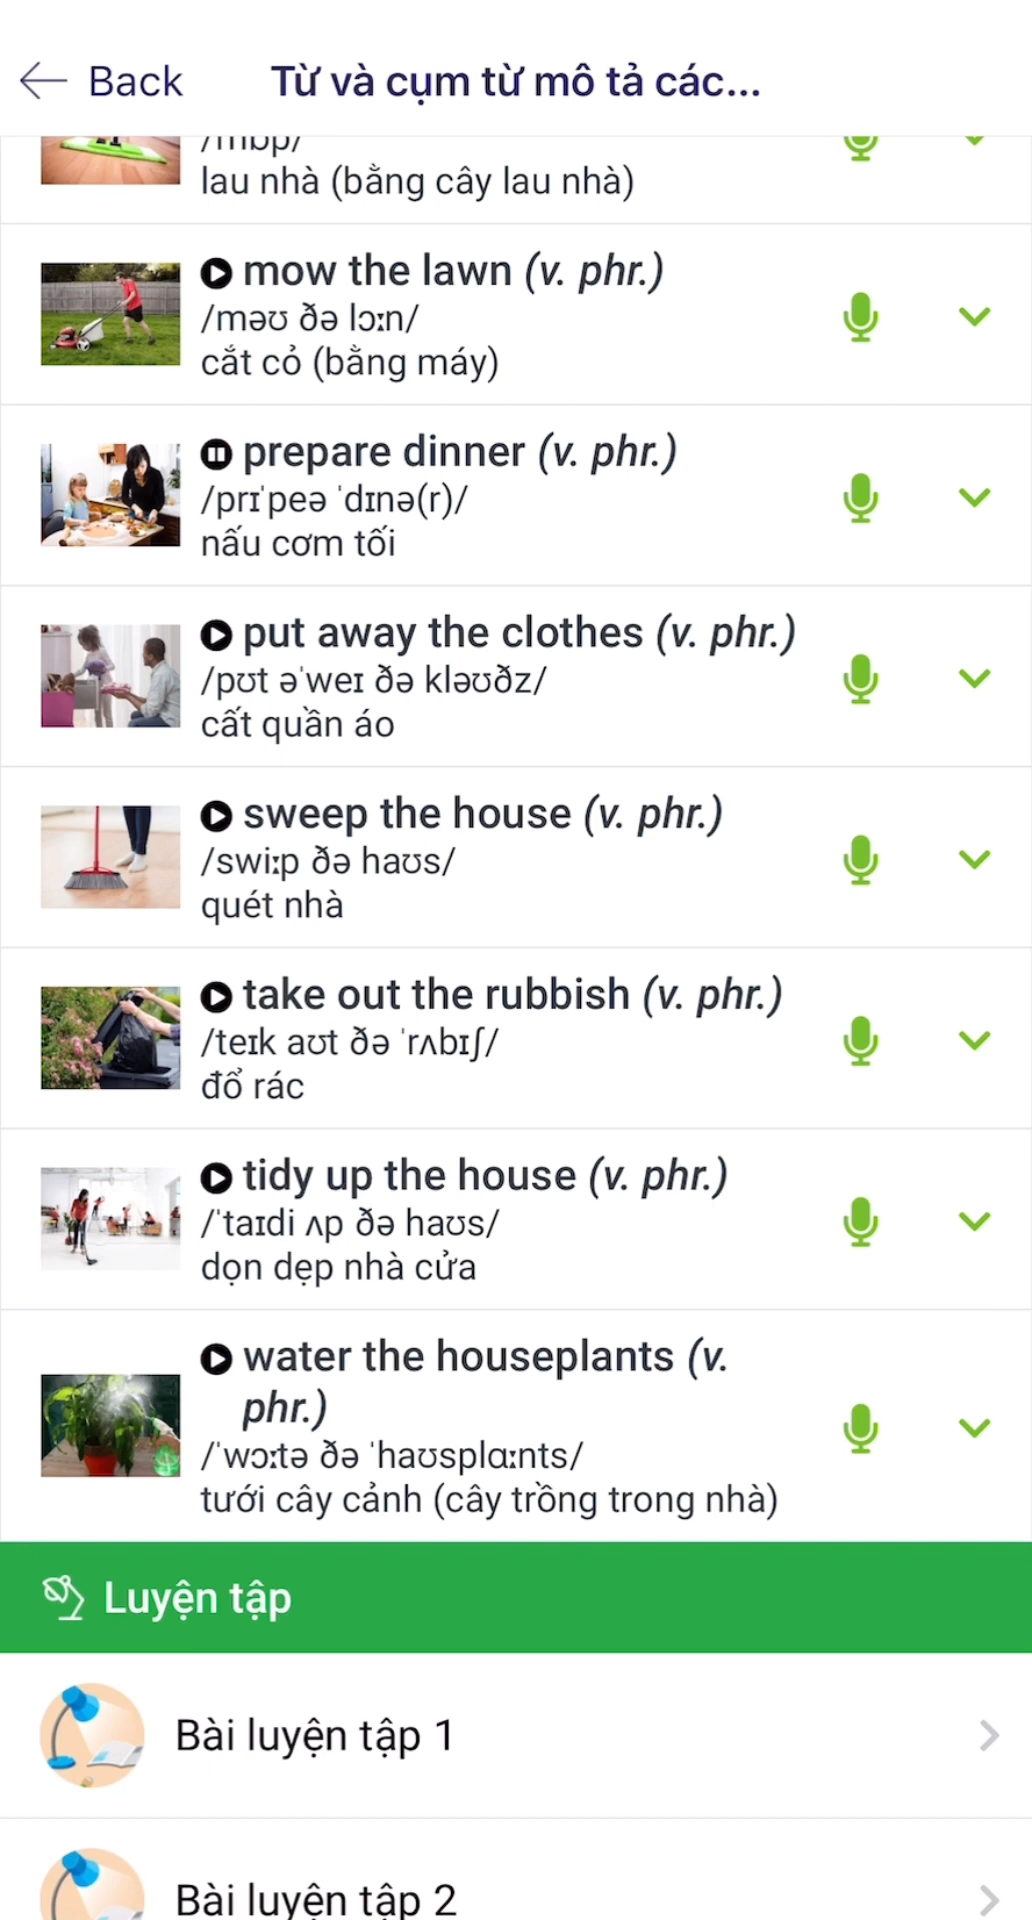 Back
Từ và cụm từ mô tả các...
lau nhà (bằng cây lau nhà)
mow the lawn (v. phr.)
/məʊ ðə lɔːn/
cắt cỏ (bằng máy)
prepare dinner (v. phr.)
/prɪˈpeə ˈdɪnə(r)/
nấu cơm tối
put away the clothes (v. phr.)
/pʊt əˈweɪ ðə kləʊðz/
cất quần áo
sweep the house (v. phr.)
/swiːp ðə haʊs/
quét nhà
take out the rubbish (v. phr.)
/teɪk aʊt ðə ˈrʌbɪʃ/
đổ rác
tidy up the house (v. phr.)
/ˈtaɪdi ʌp ðə haʊs/
dọn dẹp nhà cửa
water the houseplants (v.
phr.)
/ˈwɔːtə ðə ˈhaʊsplɑːnts/
tưới cây cảnh (cây trồng trong nhà)
Luyện tập
Bài luyện tập 1
Bài luyện tập 2